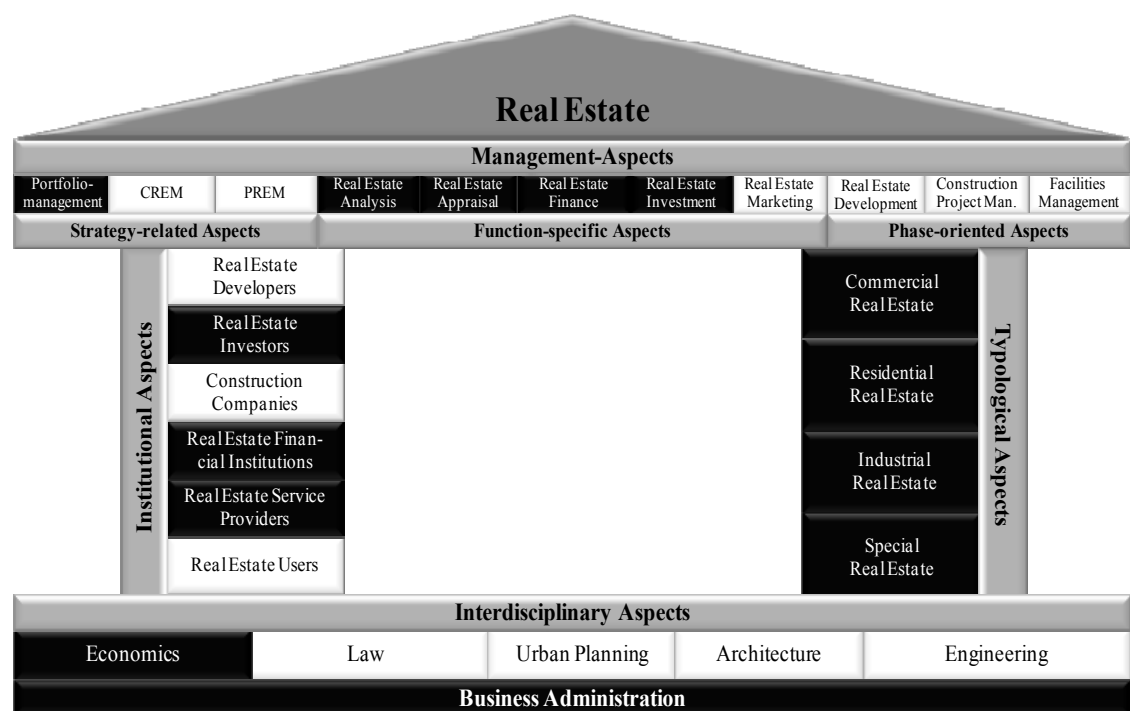 Real Estate
Management-Aspects
Portfolio-
management
CREM
PREM
Real Estate
Analysis
Real Estate
Appraisal
Real Estate
Finance
Real Estate
Investment
Real Estate
Marketing
Real Estate
Development
Construction
Project Man.
Facilities
Management
Strategy-related Aspects
Function-specific Aspects
Phase-oriented Aspects
Institutional Aspects
Real Estate
Developers
Real Estate
Investors
Construction
Companies
Real Estate Finan-
cial Institutions
Real Estate Service
Providers
Real Estate Users
Commercial
Real Estate
Residential
Real Estate
Industrial
Real Estate
Special
Real Estate
Typological Aspects
Interdisciplinary Aspects
Economics
Law
Urban Planning
Architecture
Engineering
Business Administration